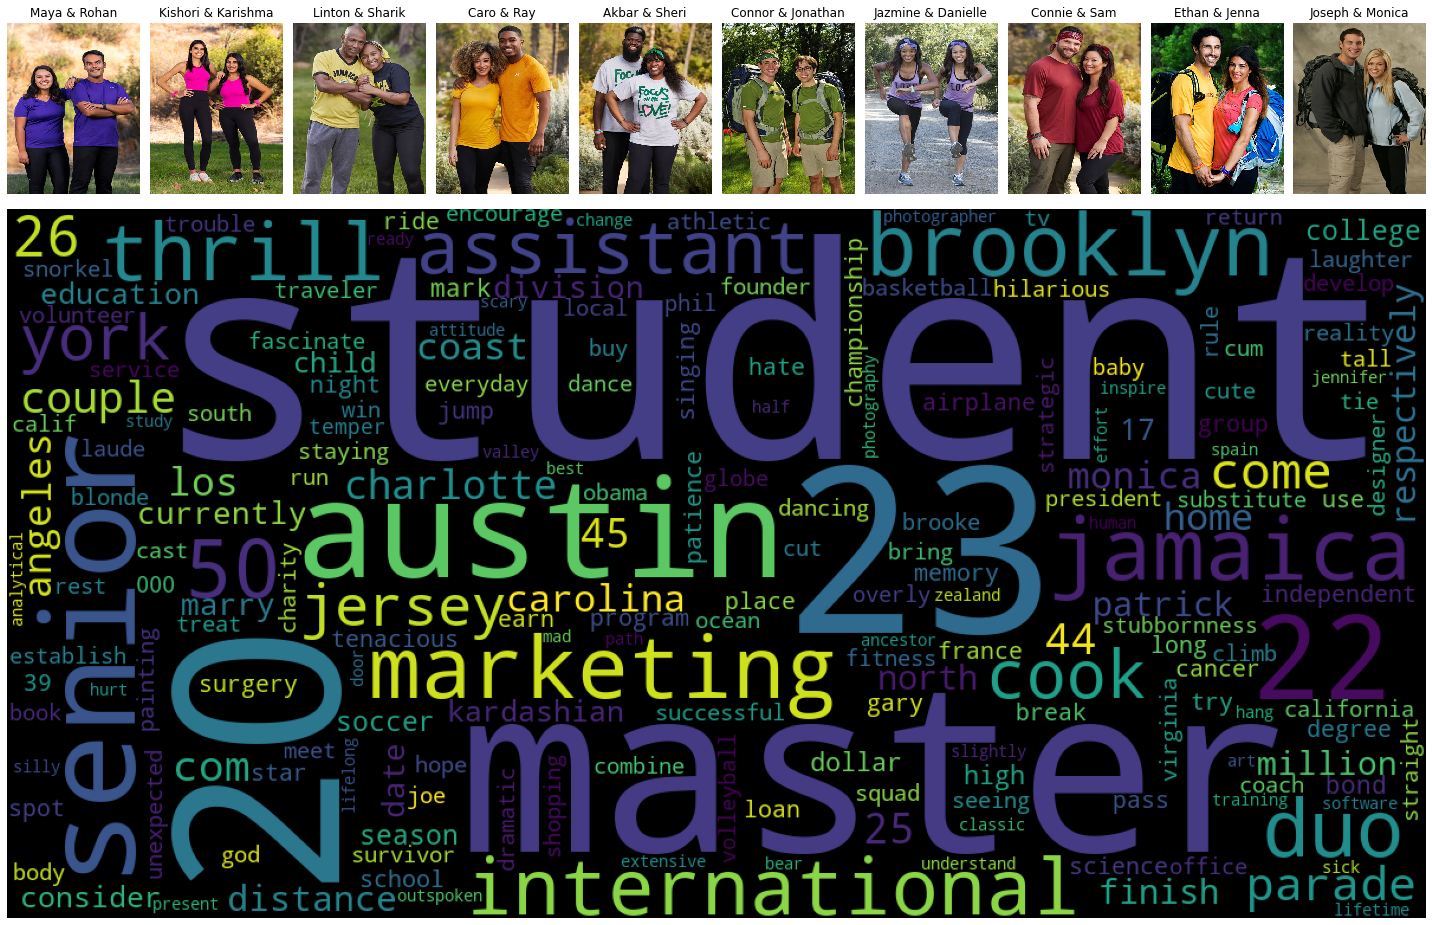 Maya & Rohan
Kishori & Karishma
Linton & Sharik
Caro & Ray
Akbar & Sheri
Connor & Jonathan
Jazmine & Danielle
Connie & Sam
Ethan & Jenna
Joseph & Monica
JAMAICA
FOCUS
FOCUS
ON THE
LOVE!
26
trouble
ride
encourage
change
athletic
photographer
tv
return
college
thrill
ready
assistant
brooklyn
snorkel
laughter
education
traveler
mark
division
founder
basketball
hilarious
develop
volunteer
scary
local
phil
championship
york
student
fascinate
attitude
singing
rule
reality
respectively
service
child
coast
buy
hate
cum
tall
couple
night
everyday
dance
baby
inspire
cute
jennifer
calif
study
south
win
jump
half
photography
airplane
strategic
effort
17
group
tie
temper
laude
staying
valley
spain
designer
senior
angeles
los
run
charlotte
best
obama
patience
globe
monica
come
blonde
currently
austin
dancing
23
president
substitute
use
45
brooke
human
home
analytical
cast
50
cut
bring
jamaica
rest
000
charity
memory
marry
jersey
carolina
place
overly
zealand
patrick
independent
treat
earn
program
ocean
44
stubbornness
22
tenacious
mad
path
ancestor
establish
painting
20
door
marketing
fitness
france
long
climb
39
hurt
surgery
north
cook
cancer
book
soccer
kardashian
successful
gary
break
virginia
try
hang
california
master
degree
silly
com
star
meet
lifelong
date
hope
combine
volleyball
dollar
slightly
high
art
million
straight
spot
unexpected
joe
dramatic
shopping
loan
squad
seeing
pass
coach
bond
training
software
season
25
classic
duo
god
survivor
body
school
extensive
bear
understand
scienceoffice
sick
consider
present
distance
outspoken
international
finish
parade
lifetime